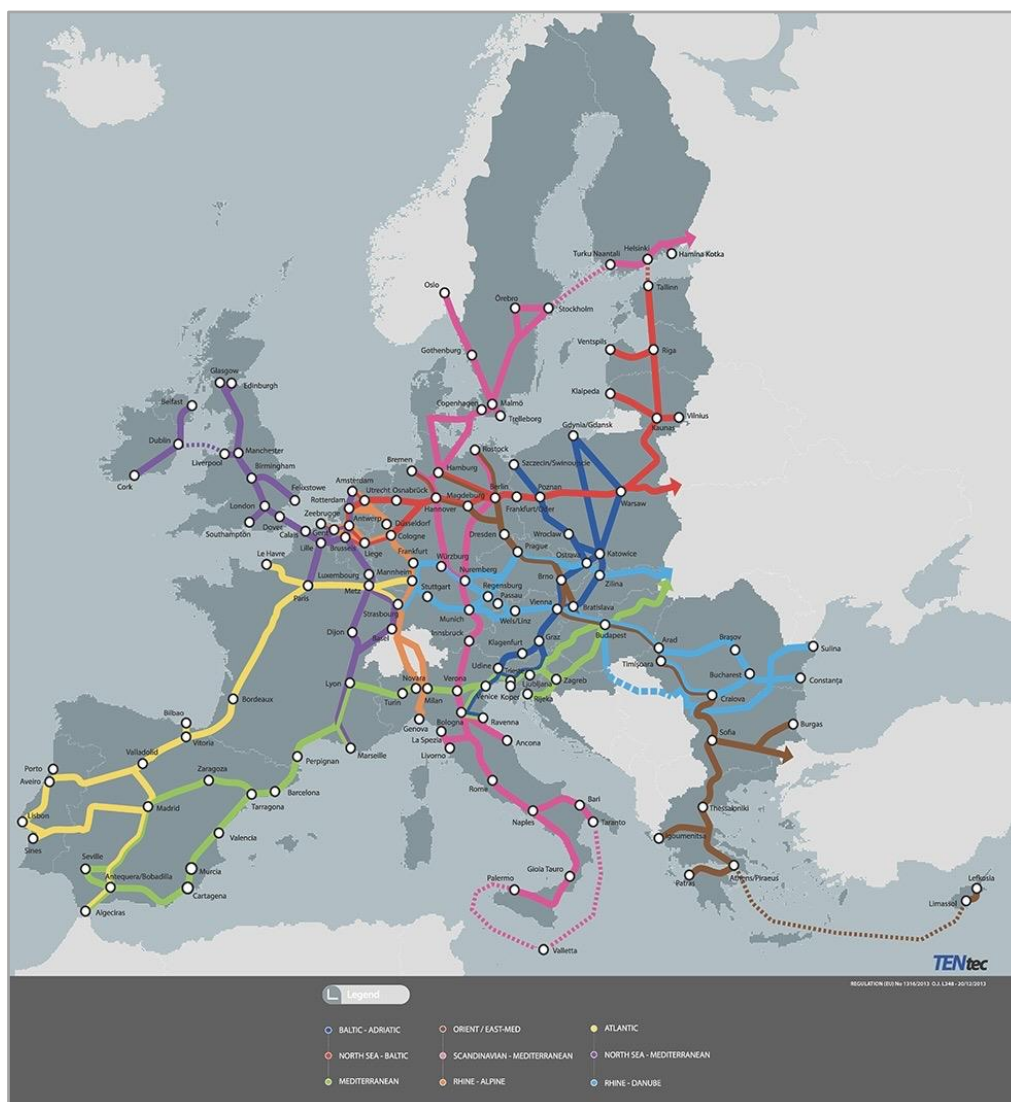 Turku Naantali
Helsinki
Hamina Kotka
Tallinn
Oslo
Örebro
Stockholm
Ventspils
Riga
Gothenburg
Klaipeda
Glasgow
Edinburgh
Copenhagen
Malmö
Trelleborg
Vilnius
Kaunas
Belfast
Gdynia/Gdansk
Dublin
Manchester
Rostock
Liverpool
Birmingham
Bremen
Hamburg
Szczecin/Swinoujscie
Cork
Felixstowe
Amsterdam
Utrecht
Osnabrück
Magdeburg
Berlin
Poznan
Warsaw
London
Rotterdam
Hannover
Frankfurt/Oder
Zeebrugge
Dover
Antwerp
Düsseldorf
Southampton
Calais
Cologne
Dresden
Wroclaw
Lille
Brussels
Liege
Prague
Katowice
Le Havre
Frankfurt
Würzburg
Ostrava
Luxembourg
Mannheim
Nuremberg
Zilina
Paris
Metz
Stuttgart
Regensburg
Brno
Passau
Strasbourg
Vienna
Bratislava
Munich
Wels/Linz
Dijon
Basel
Innsbruck
Klagenfurt
Graz
Budapest
Arad
Braşov
Sulina
Timişoara
Udine
Bucharest
Constanţa
Lyon
Novara
Verona
Ljubljana
Zagreb
Turin
Milan
Venice
Koper
Rijeka
Craiova
Bordeaux
Genova
Bologna
Ravenna
Sofia
Burgas
Bilbao
La Spezia
Ancona
Vitoria
Marseille
Livorno
Valladolid
Perpignan
Porto
Zaragoza
Aveiro
Barcelona
Rome
Madrid
Tarragona
Bari
Thessaloniki
Lisbon
Naples
Taranto
Sines
Valencia
Igoumenitsa
Seville
Murcia
Gioia Tauro
Antequera/Bobadilla
Palermo
Patras
Athens/Piraeus
Lefkosia
Cartagena
Limassol
Algeciras
Valletta
TENtec
REGULATION (EU) No 1316/2013 O.J. L348 - 20/12/2013
Legend
BALTIC - ADRIATIC
ORIENT / EAST-MED
ATLANTIC
NORTH SEA - BALTIC
SCANDINAVIAN - MEDITERRANEAN
NORTH SEA - MEDITERRANEAN
MEDITERRANEAN
RHINE - ALPINE
RHINE - DANUBE